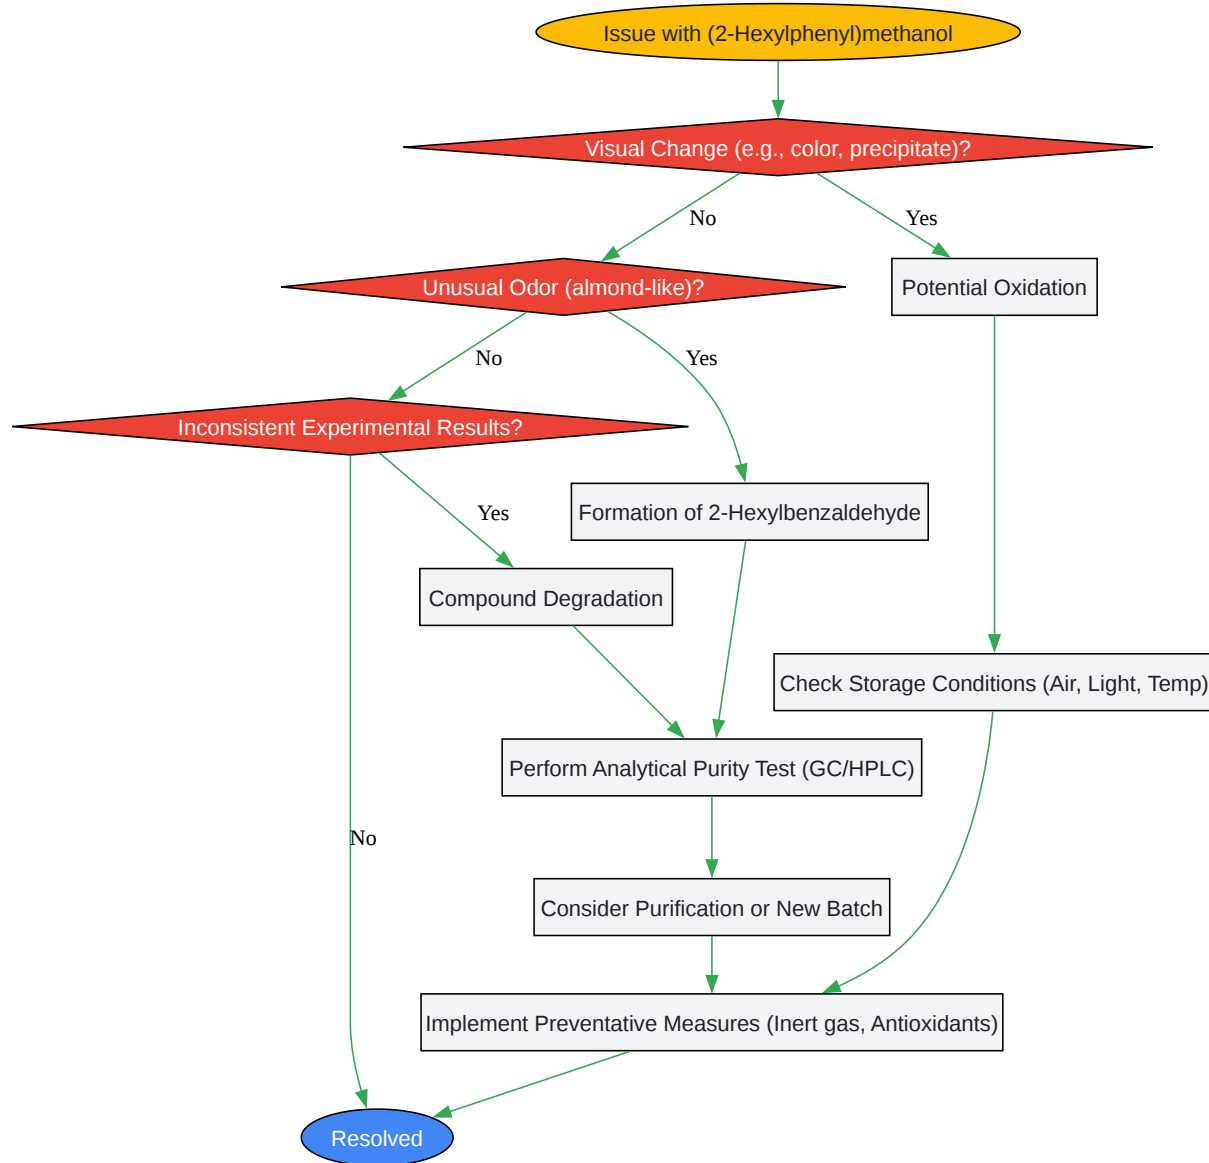 Issue with (2-Hexylphenyl)methanol
Visual Change (e.g., color, precipitate)?
No
Yes
Unusual Odor (almond-like)?
Potential Oxidation
No
Yes
Inconsistent Experimental Results?
Yes
Formation of 2-Hexylbenzaldehyde
Compound Degradation
Check Storage Conditions (Air, Light, Temp)
Perform Analytical Purity Test (GC/HPLC)
No
Consider Purification or New Batch
Implement Preventative Measures (Inert gas, Antioxidants)
Resolved